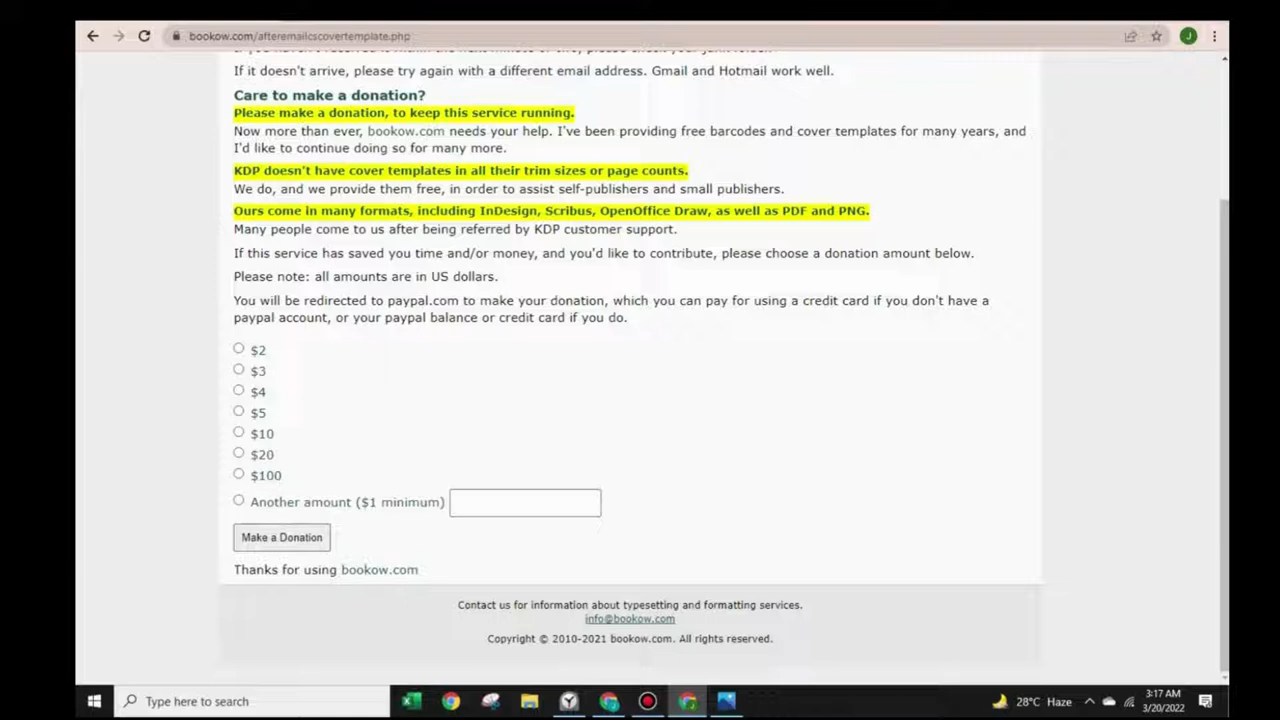 bookow.com/afteremailcscovertemplate.php
J
If it doesn't arrive, please try again with a different email address. Gmail and Hotmail work well.
Care to make a donation?
Please make a donation, to keep this service running.
Now more than ever, bookow.com needs your help. I've been providing free barcodes and cover templates for many years, and
I'd like to continue doing so for many more.
KDP doesn't have cover templates in all their trim sizes or page counts.
We do, and we provide them free, in order to assist self-publishers and small publishers.
Ours come in many formats, including InDesign, Scribus, OpenOffice Draw, as well as PDF and PNG.
Many people come to us after being referred by KDP customer support.
If this service has saved you time and/or money, and you'd like to contribute, please choose a donation amount below.
Please note: all amounts are in US dollars.
You will be redirected to paypal.com to make your donation, which you can pay for using a credit card if you don't have a
paypal account, or your paypal balance or credit card if you do.
$2
$3
$4
$5
$10
$20
$100
Another amount ($1 minimum)
Make a Donation
Thanks for using bookow.com
Contact us for information about typesetting and formatting services.
info@bookow.com
Copyright © 2010-2021 bookow.com. All rights reserved.
Type here to search
28°C Haze
3:17 AM
3/20/2022